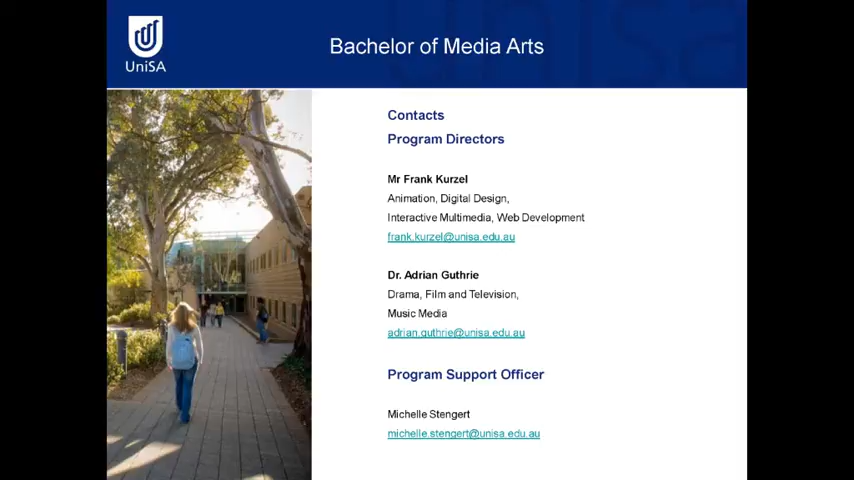 UniSA
Bachelor of Media Arts
Contacts
Program Directors
Mr Frank Kurzel
Animation, Digital Design,
Interactive Multimedia, Web Development
frank.kurzel@unisa.edu.au
Dr. Adrian Guthrie
Drama, Film and Television,
Music Media
adrian.guthrie@unisa.edu.au
Program Support Officer
Michelle Stengert
michelle.stengert@unisa.edu.au